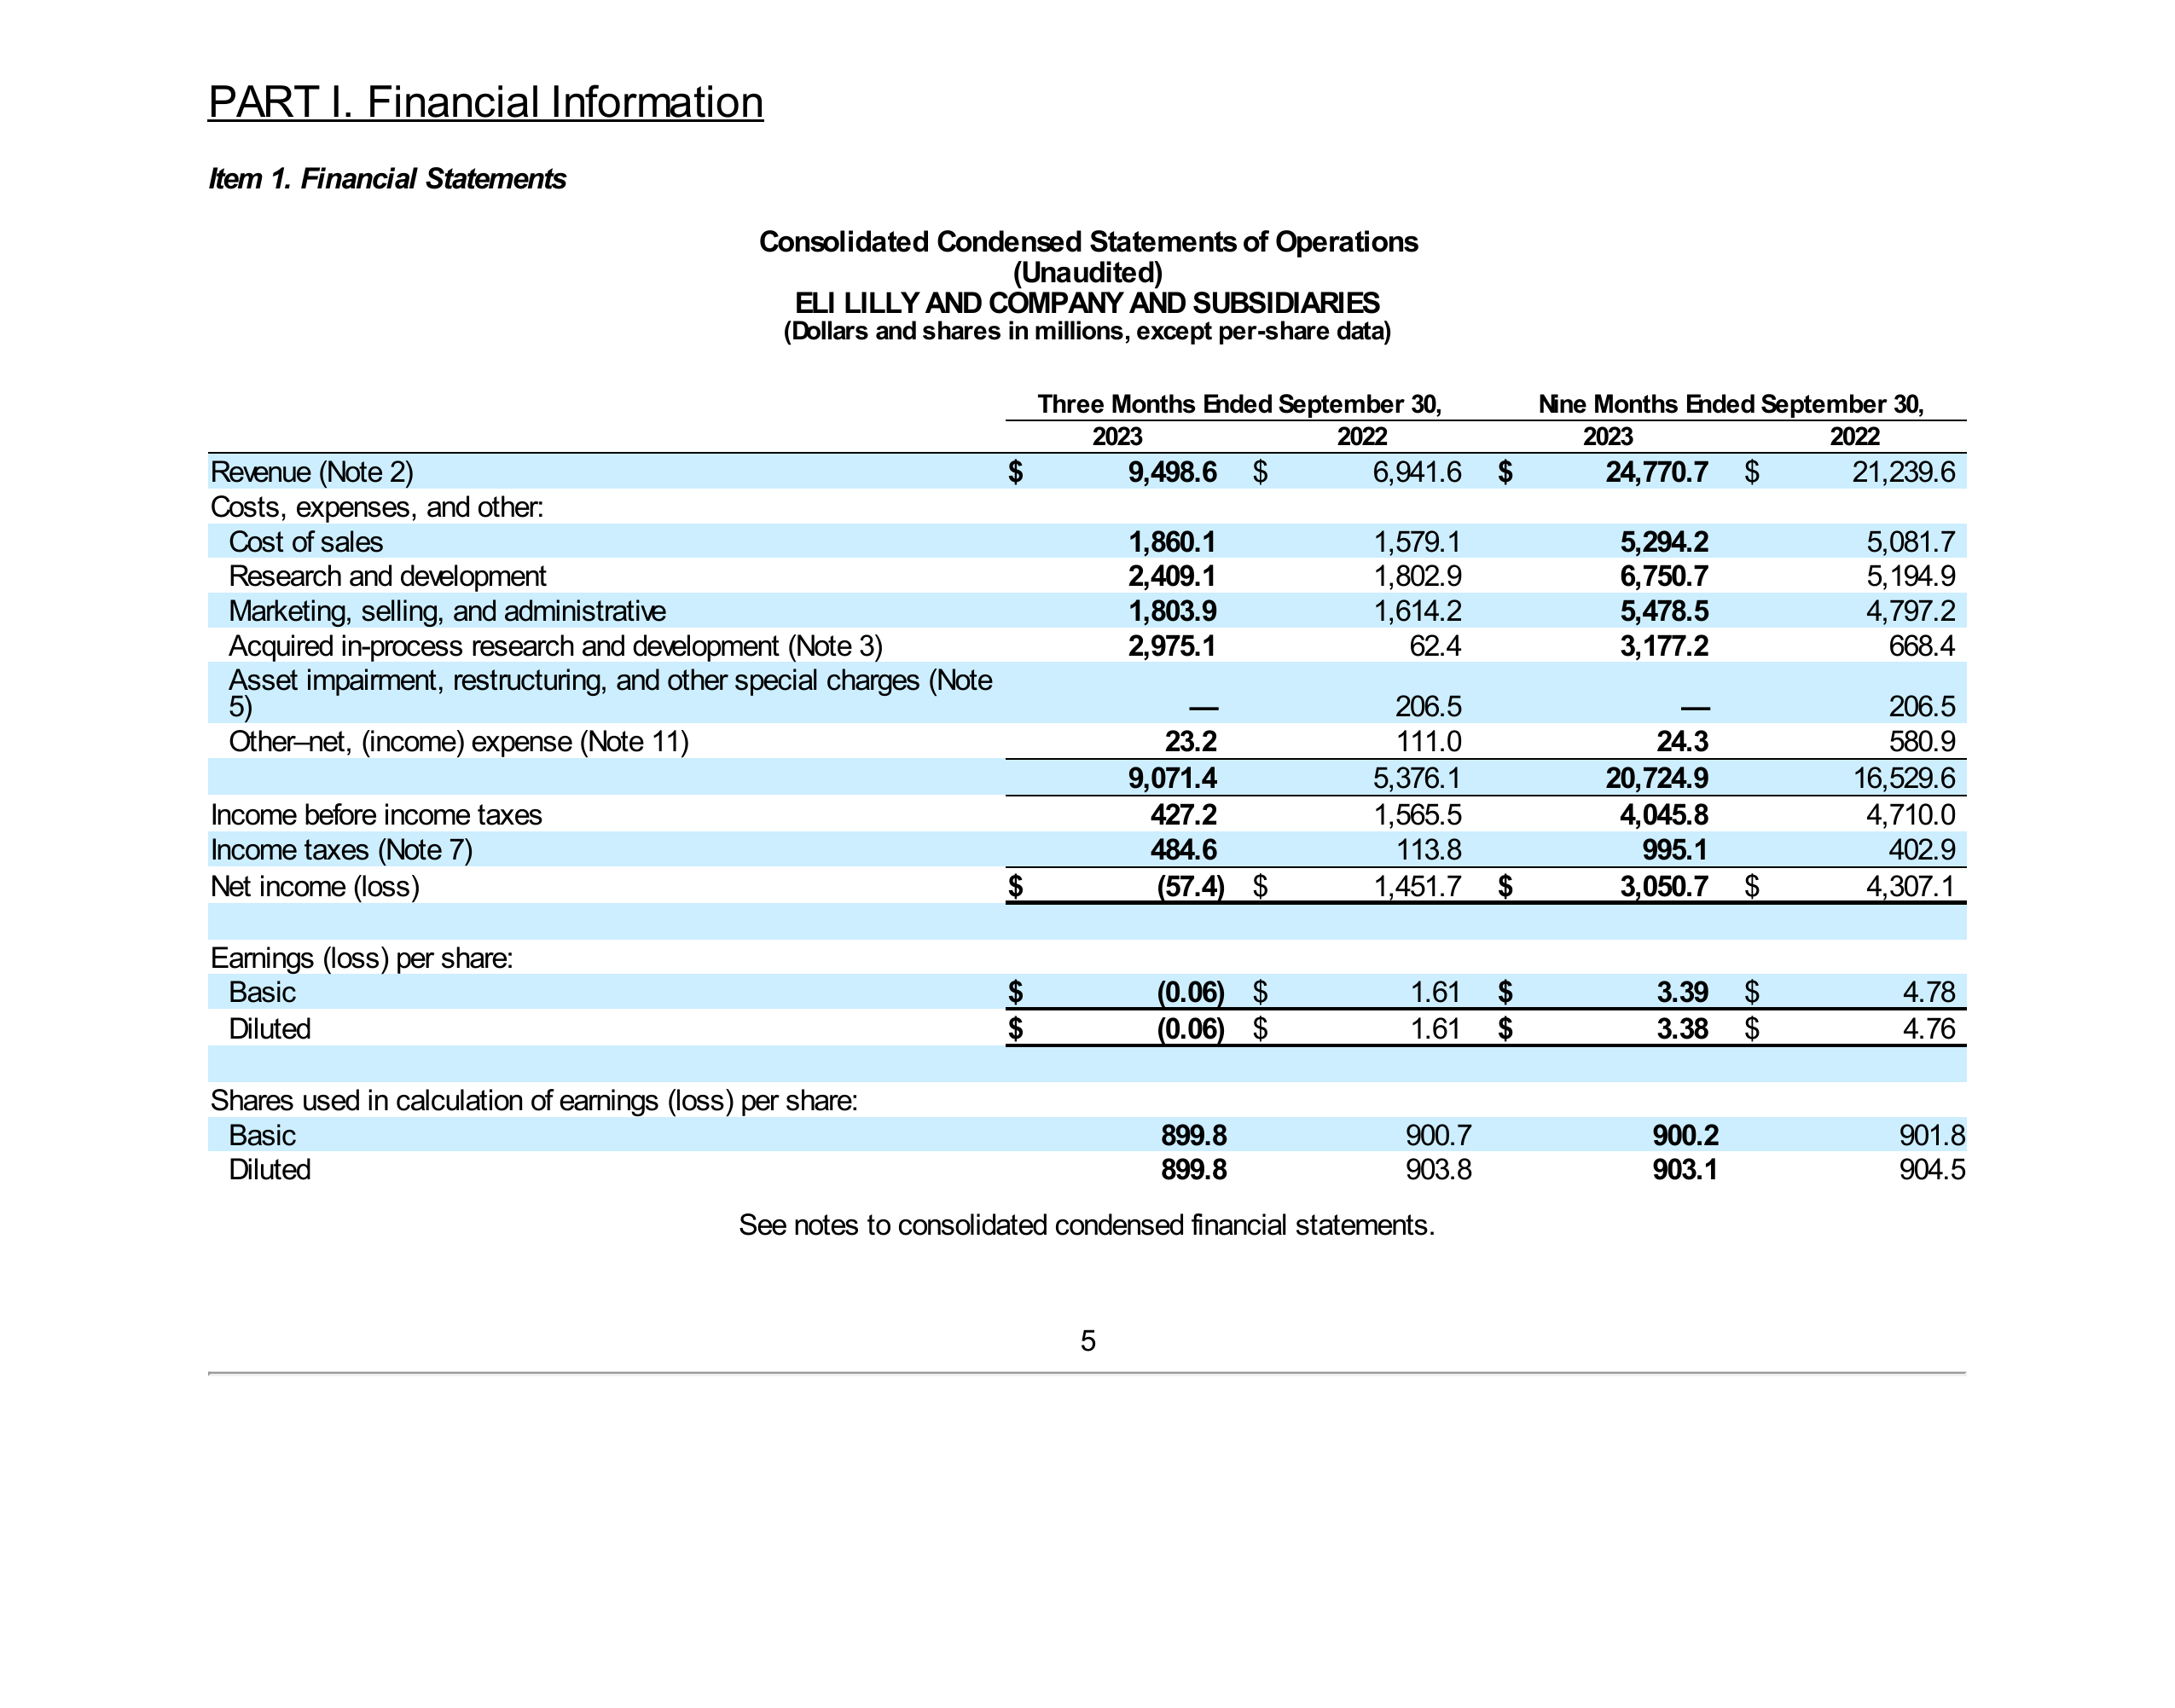 PART I. Financial Information
Item 1. Financial Statements
Consolidated Condensed Statements of Operations
(Unaudited)
ELI LILLY AND COMPANY AND SUBSIDIARIES
(Dollars and shares in millions, except per-share data)
Three Months Ended September 30, Nine Months Ended September 30,
2023 2022 2023 2022
Revenue (Note 2) $ 9,498.6 $ 6,941.6 $ 24,770.7 $ 21,239.6
Costs, expenses, and other:
Cost of sales 1,860.1 1,579.1 5,294.2 5,081.7
Research and development 2,409.1 1,802.9 6,750.7 5,194.9
Marketing, selling, and administrative 1,803.9 1,614.2 5,478.5 4,797.2
Acquired in-process research and development (Note 3) 2,975.1 62.4 3,177.2 668.4
Asset impairment, restructuring, and other special charges (Note
5) — 206.5 — 206.5
Other–net, (income) expense (Note 11) 23.2 111.0 24.3 580.9
9,071.4 5,376.1 20,724.9 16,529.6
Income before income taxes 427.2 1,565.5 4,045.8 4,710.0
Income taxes (Note 7) 484.6 113.8 995.1 402.9
Net income (loss) $ (57.4) $ 1,451.7 $ 3,050.7 $ 4,307.1
Earnings (loss) per share:
Basic $ (0.06) $ 1.61 $ 3.39 $ 4.78
Diluted $ (0.06) $ 1.61 $ 3.38 $ 4.76
Shares used in calculation of earnings (loss) per share:
Basic 899.8 900.7 900.2 901.8
Diluted 899.8 903.8 903.1 904.5
See notes to consolidated condensed financial statements.
5